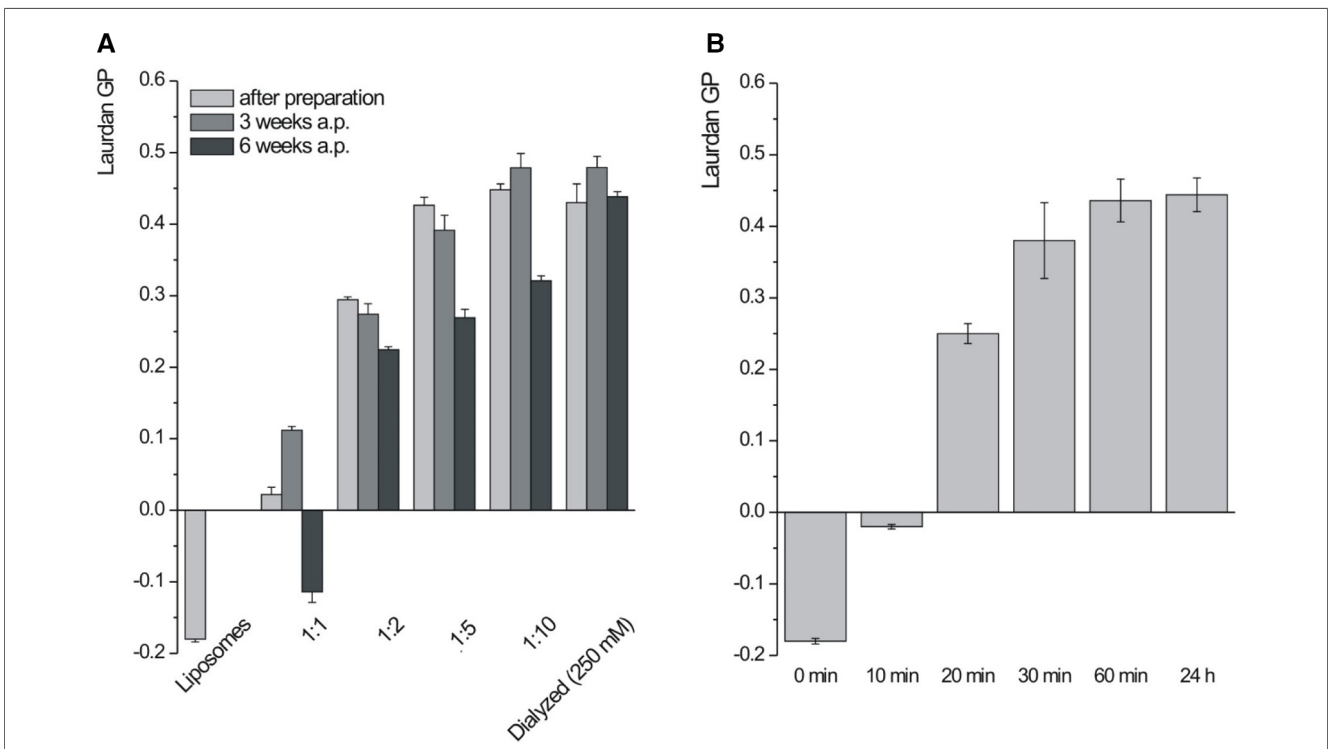 A
Laurdan GP
0.6
0.5
0.4
0.3
0.2
0.1
0.0
-0.1
-0.2
after preparation
3 weeks a.p.
6 weeks a.p.
Liposomes
1:1
1:2
1:5
1:10
Dialyzed (250 mM)
B
Laurdan GP
0.6
0.5
0.4
0.3
0.2
0.1
0.0
-0.1
-0.2
0 min
10 min
20 min
30 min
60 min
24 h